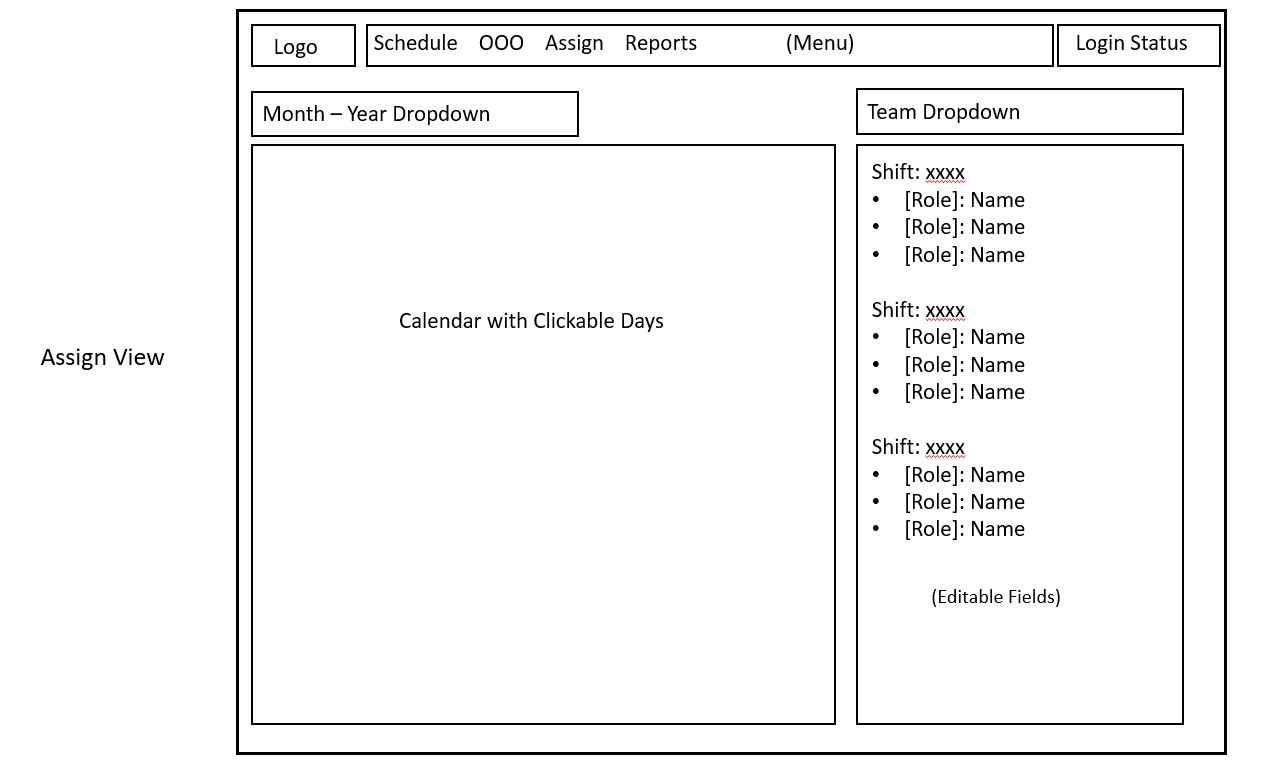 Logo
Schedule OOO Assign Reports (Menu)
Login Status
Month – Year Dropdown
Team Dropdown
Assign View
Calendar with Clickable Days
Shift: xxxx
• [Role]: Name
• [Role]: Name
• [Role]: Name
Shift: xxxx
• [Role]: Name
• [Role]: Name
• [Role]: Name
Shift: xxxx
• [Role]: Name
• [Role]: Name
• [Role]: Name
(Editable Fields)